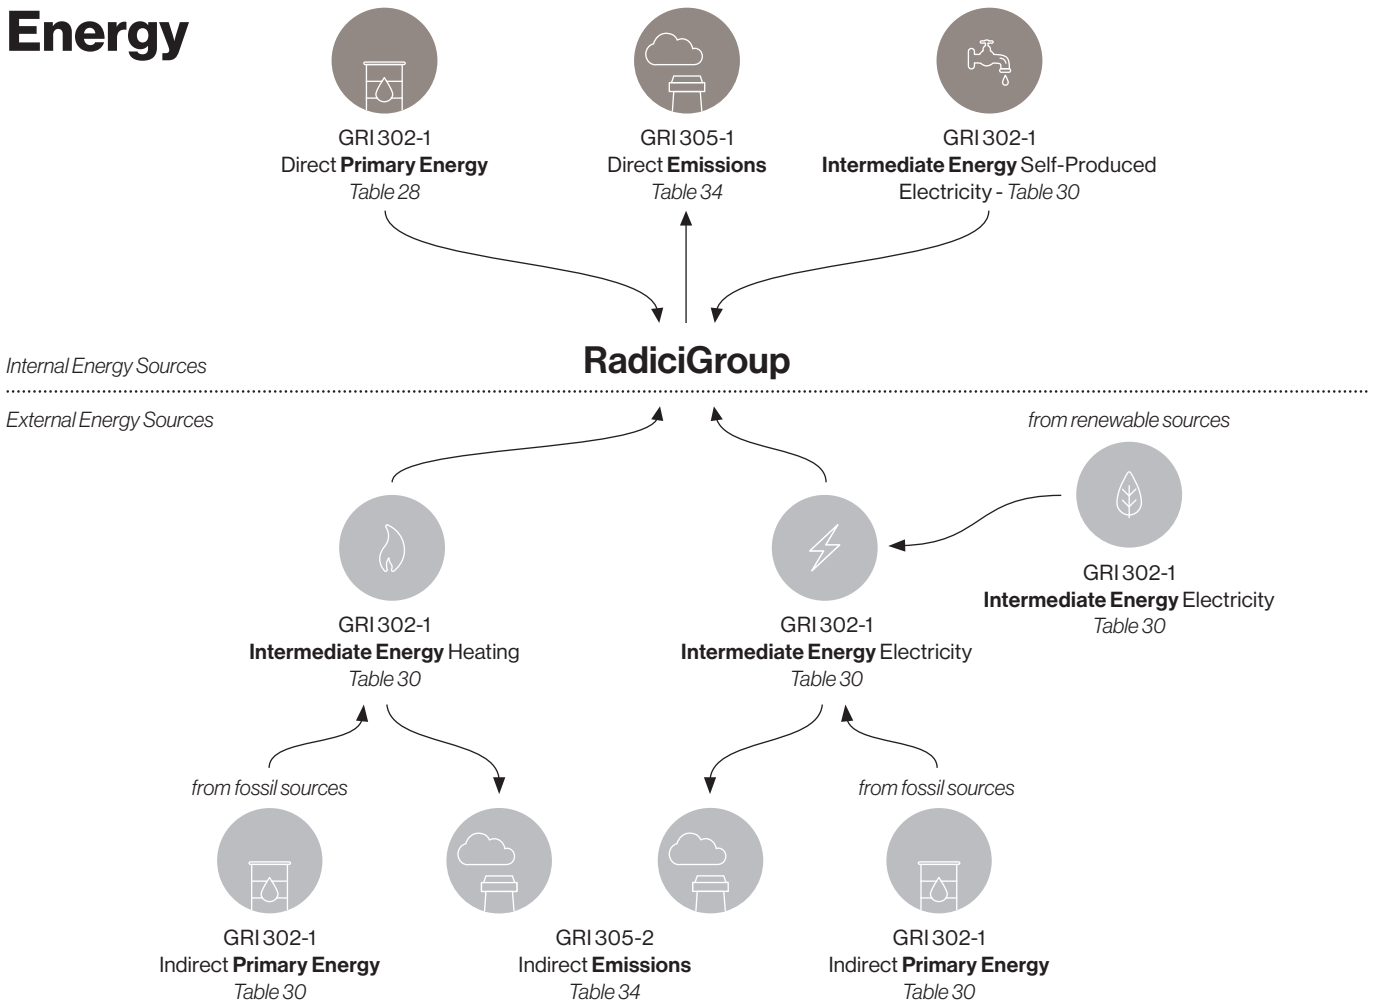 Energy
GRI 302-1
Direct Primary Energy
Table 28
GRI 305-1
Direct Emissions
Table 34
GRI 302-1
Intermediate Energy Self-Produced
Electricity - Table 30
Internal Energy Sources
RadiciGroup
External Energy Sources
from renewable sources
GRI 302-1
Intermediate Energy Electricity
Table 30
GRI 302-1
Intermediate Energy Heating
Table 30
GRI 302-1
Intermediate Energy Electricity
Table 30
from fossil sources
from fossil sources
GRI 302-1
Indirect Primary Energy
Table 30
GRI 305-2
Indirect Emissions
Table 34
GRI 302-1
Indirect Primary Energy
Table 30